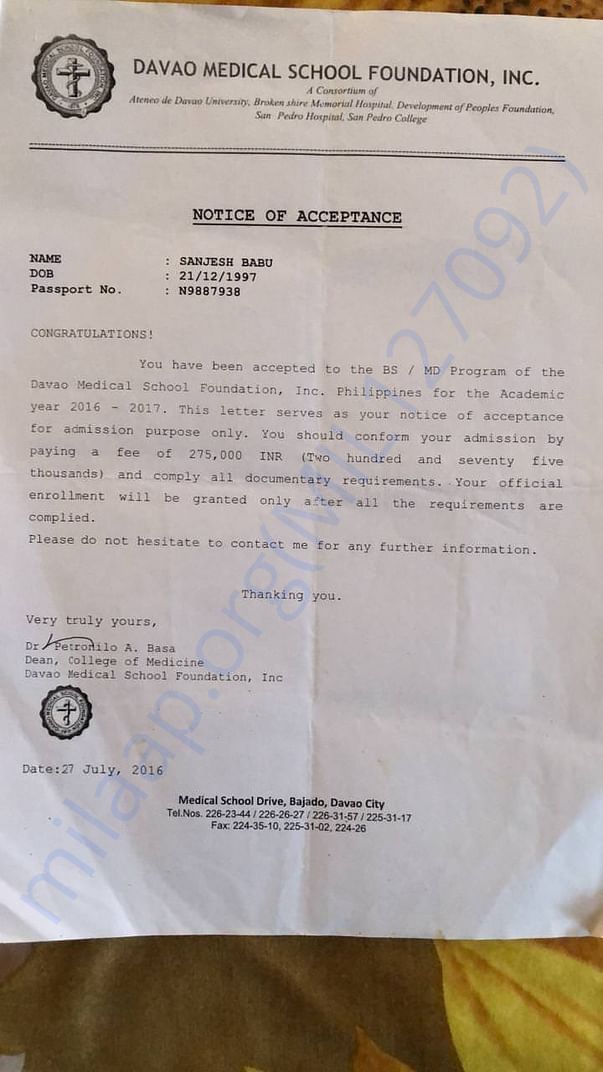 DAVAO MEDICAL SCHOOL FOUNDATION, INC.
A Consortium of
Ateneo de Davao University, Broken shire Memorial Hospital, Development of Peoples Foundation,
San Pedro Hospital, San Pedro College
NOTICE OF ACCEPTANCE
NAME : SANJESH BABU
DOB : 21/12/1997
Passport No. : N9887938
CONGRATULATIONS!
You have been accepted to the BS / MD Program of the
Davao Medical School Foundation, Inc. Philippines for the Academic
year 2016 - 2017. This letter serves as your notice of acceptance
for admission purpose only. You should conform your admission by
paying a fee of 275,000 INR (Two hundred and seventy five
thousands) and comply all documentary requirements. Your official
enrollment will be granted only after all the requirements are
complied.
Please do not hesitate to contact me for any further information.
Thanking you.
Very truly yours,
Dr Petronilo A. Basa
Dean, College of Medicine
Davao Medical School Foundation, Inc
Date:27 July, 2016
Medical School Drive, Bajado, Davao City
Tel.Nos. 226-23-44 / 226-26-27 / 226-31-57 / 225-31-17
Fax: 224-35-10, 225-31-02, 224-26
milaap.org(MIL127092)